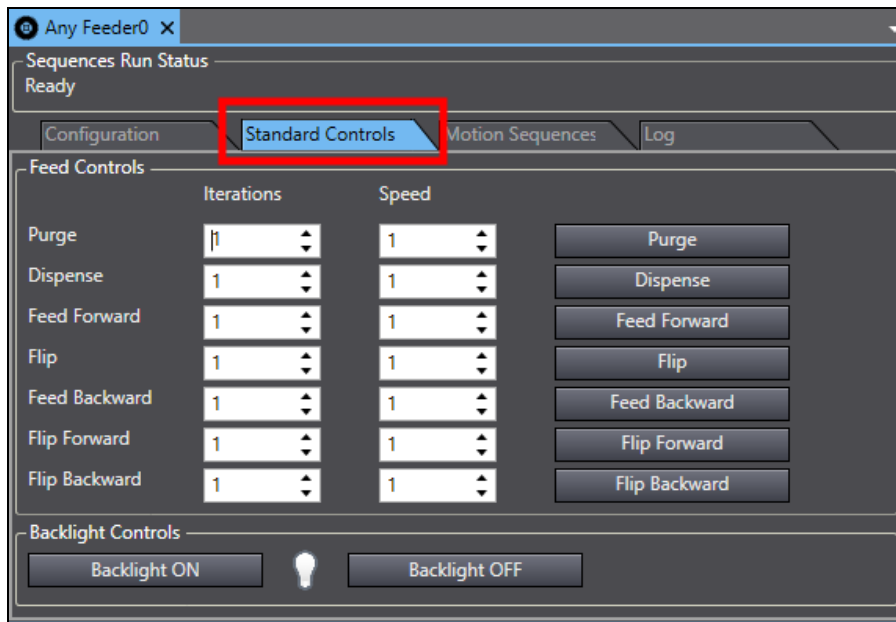 Any Feeder0
Sequences Run Status
Ready
Configuration Standard Controls Motion Sequences Log
Feed Controls
Iterations Speed
Purge 1 1 Purge
Dispense 1 1 Dispense
Feed Forward 1 1 Feed Forward
Flip 1 1 Flip
Feed Backward 1 1 Feed Backward
Flip Forward 1 1 Flip Forward
Flip Backward 1 1 Flip Backward
Backlight Controls
Backlight ON Backlight OFF